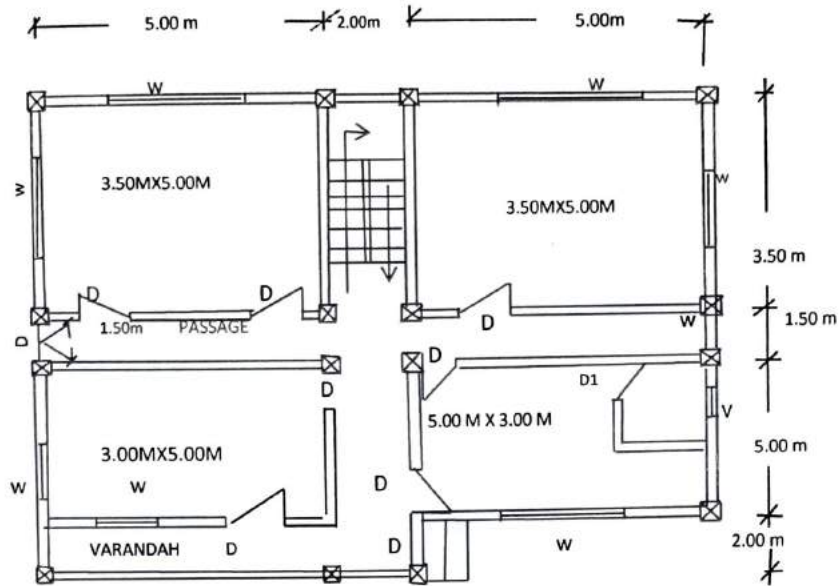 5.00 m 2.00m 5.00m
W W
3.50MX5.00M
W
3.50MX5.00M
W
3.50 m
D D
1.50m PASSAGE
D
D
W
1.50 m
D
D1
D
5.00 M X 3.00 M
V
3.00MX5.00M
5.00 m
W W
D
VARANDAH D
D
W
2.00 m